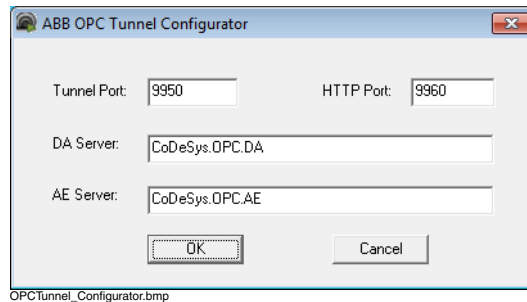 ABB OPC Tunnel Configurator
Tunnel Port: 9950 HTTP Port: 9960
DA Server: CoDeSys.OPC.DA
AE Server: CoDeSys.OPC.AE
OK Cancel
OPCTunnel_Configurator.bmp